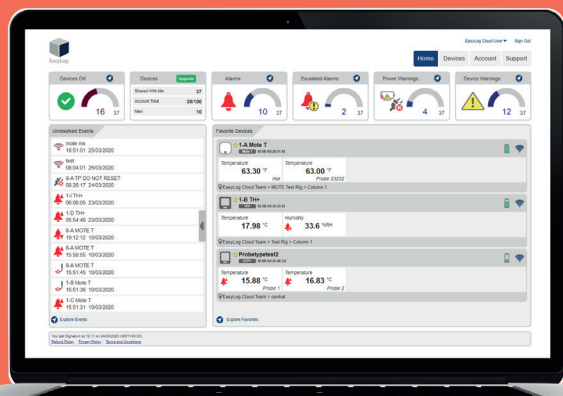 EasyLog Cloud User Sign Out
EasyLog
Home Devices Account Support
Devices OK
16 37
Devices Upgrade
Shared With Me 37
Account Total 39/100
New 10
Alarms
10 37
Escalated Alarms
2 37
Power Warnings
4 37
Device Warnings
12 37
Unresolved Events
mote ms
15:51:01 25/03/2020
test
08:04:01 25/03/2020
8-A TP DO NOT RESET
08:26:17 24/03/2020
1-I TH+
06:08:05 23/03/2020
1-D TH+
05:54:49 23/03/2020
8-A MOTE T
19:12:12 10/03/2020
8-A MOTE T
15:58:55 10/03/2020
8-A MOTE T
15:51:45 10/03/2020
1-B Mote T
15:51:36 10/03/2020
1-C Mote T
15:51:31 10/03/2020
Explore Events
Favorite Devices
1-A Mote T
Temperature Temperature
63.30 °F 63.00 °F
Hot Probe 23232
EasyLog Cloud Team > MOTE Test Rig > Column 1
1-B TH+
Temperature Humidity
17.98 °C 33.6 %RH
EasyLog Cloud Team > Test Rig > Column 1
Probetypetest2
Temperature Temperature
15.88 °C 16.83 °C
Probe 1 Probe 2
EasyLog Cloud Team > central
Explore Favorites
Refund Policy Privacy Policy Terms and Conditions